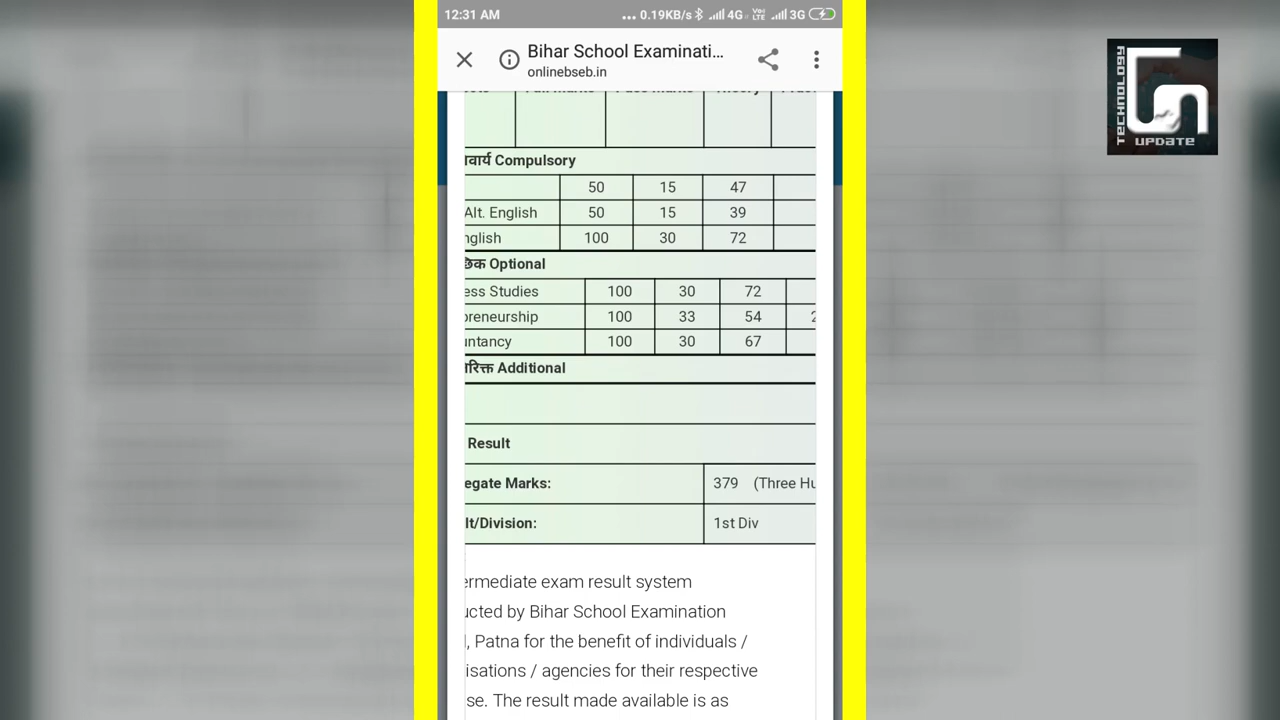 12:31 AM
... 0.19KB/s 4G VoLTE 3G
Bihar School Examinati...
onlinebseb.in
TECHNOLOGY
UPDATE
वार्य Compulsory
50 15 47
Alt. English 50 15 39
nglish 100 30 72
छिक Optional
ess Studies 100 30 72
preneurship 100 33 54 2
untancy 100 30 67
रिक्त Additional
Result
egate Marks: 379 (Three Hu
lt/Division: 1st Div
ermediate exam result system
ucted by Bihar School Examination
l, Patna for the benefit of individuals /
isations / agencies for their respective
se. The result made available is as